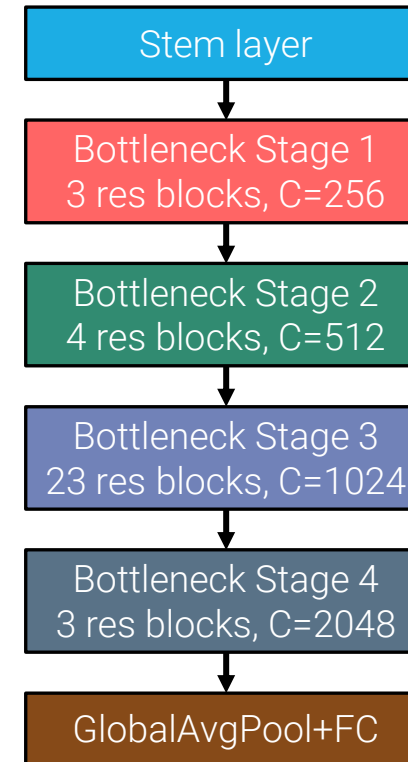 Stem layer
Bottleneck Stage 1
3 res blocks, C=256
Bottleneck Stage 2
4 res blocks, C=512
Bottleneck Stage 3
23 res blocks, C=1024
Bottleneck Stage 4
3 res blocks, C=2048
GlobalAvgPool+FC